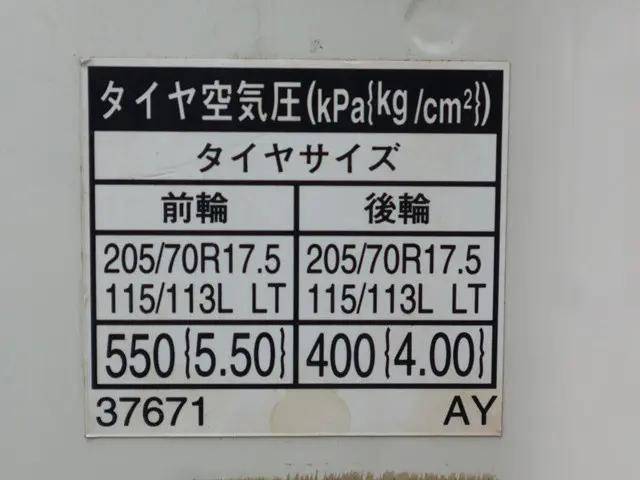 タイヤ空気圧(kPa{kg/cm²})
タイヤサイズ
前輪 後輪
205/70R17.5 205/70R17.5
115/113L LT 115/113L LT
550{5.50} 400{4.00}
37671 AY